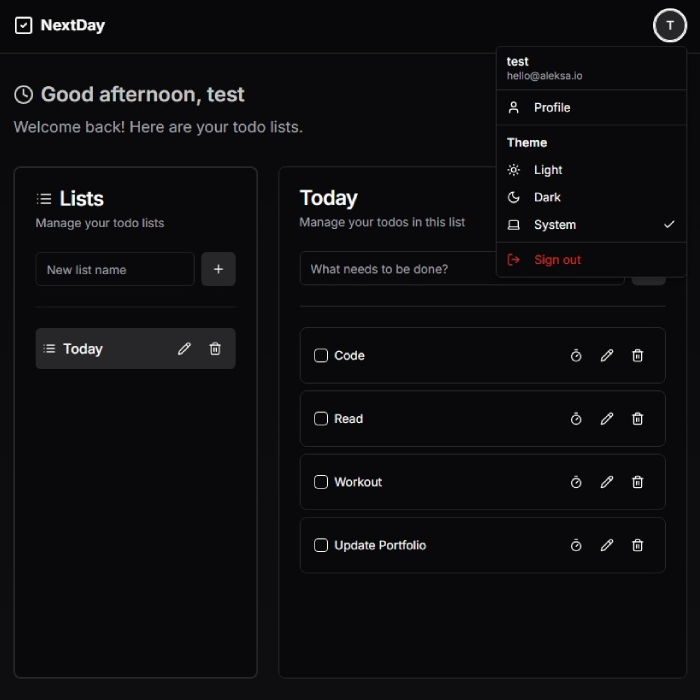 NextDay
T
test
hello@aleksa.io
Profile
Theme
Light
Dark
System
Sign out
Good afternoon, test
Welcome back! Here are your todo lists.
Lists
Manage your todo lists
New list name
+
Today
Today
Manage your todos in this list
What needs to be done?
Code
Read
Workout
Update Portfolio